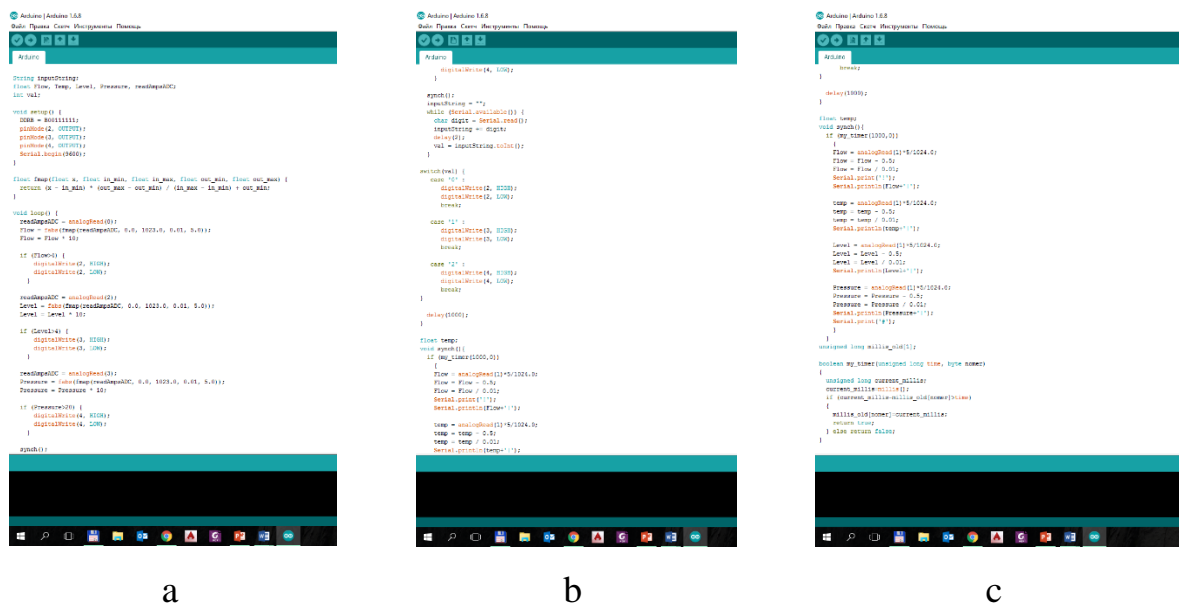 Arduino | Arduino 1.6.8
Файл Правка Скетч Инструменты Помощь
Arduino
String inputString;
float Flow, Temp, Level, Pressure, readAmpsADC;
int val;
void setup() {
DDRB = B00111111;
pinMode(2, OUTPUT);
pinMode(3, OUTPUT);
pinMode(4, OUTPUT);
Serial.begin(9600);
}
float fmap(float x, float in_min, float in_max, float out_min, float out_max) {
return (x - in_min) * (out_max - out_min) / (in_max - in_min) + out_min;
}
void loop() {
readAmpsADC = analogRead(0);
Flow = fabs(fmap(readAmpsADC, 0.0, 1023.0, 0.01, 5.0));
Flow = Flow * 10;
if (Flow>4) {
digitalWrite(2, HIGH);
digitalWrite(2, LOW);
}
readAmpsADC = analogRead(2);
Level = fabs(fmap(readAmpsADC, 0.0, 1023.0, 0.01, 5.0));
Level = Level * 10;
if (Level>4) {
digitalWrite(3, HIGH);
digitalWrite(3, LOW);
}
readAmpsADC = analogRead(3);
Pressure = fabs(fmap(readAmpsADC, 0.0, 1023.0, 0.01, 5.0));
Pressure = Pressure * 10;
if (Pressure>20) {
digitalWrite(4, HIGH);
digitalWrite(4, LOW);
}
synch();
a
Arduino | Arduino 1.6.8
Файл Правка Скетч Инструменты Помощь
Arduino
digitalWrite(4, LOW);
}
synch();
inputString = "";
while (Serial.available()) {
char digit = Serial.read();
inputString += digit;
delay(2);
val = inputString.toInt();
}
switch(val) {
case '0' :
digitalWrite(2, HIGH);
digitalWrite(2, LOW);
break;
case '1' :
digitalWrite(3, HIGH);
digitalWrite(3, LOW);
break;
case '2' :
digitalWrite(4, HIGH);
digitalWrite(4, LOW);
break;
}
delay(1000);
}
float temp;
void synch(){
if (my_timer(1000,0))
{
Flow = analogRead(1)*5/1024.0;
Flow = Flow - 0.5;
Flow = Flow / 0.01;
Serial.print('|');
Serial.println(Flow+'|');
temp = analogRead(1)*5/1024.0;
temp = temp - 0.5;
temp = temp / 0.01;
Serial.println(temp+'|');
b
Arduino | Arduino 1.6.8
Файл Правка Скетч Инструменты Помощь
Arduino
break;
}
delay(1000);
}
float temp;
void synch(){
if (my_timer(1000,0))
{
Flow = analogRead(1)*5/1024.0;
Flow = Flow - 0.5;
Flow = Flow / 0.01;
Serial.print('|');
Serial.println(Flow+'|');
temp = analogRead(1)*5/1024.0;
temp = temp - 0.5;
temp = temp / 0.01;
Serial.println(temp+'|');
Level = analogRead(1)*5/1024.0;
Level = Level - 0.5;
Level = Level / 0.01;
Serial.println(Level+'|');
Pressure = analogRead(1)*5/1024.0;
Pressure = Pressure - 0.5;
Pressure = Pressure / 0.01;
Serial.println(Pressure+'|');
Serial.print('#');
}
}
unsigned long millis_old[1];
boolean my_timer(unsigned long time, byte nomer)
{
unsigned long current_millis;
current_millis=millis();
if (current_millis-millis_old[nomer]>time)
{
millis_old[nomer]=current_millis;
return true;
} else return false;
}
c